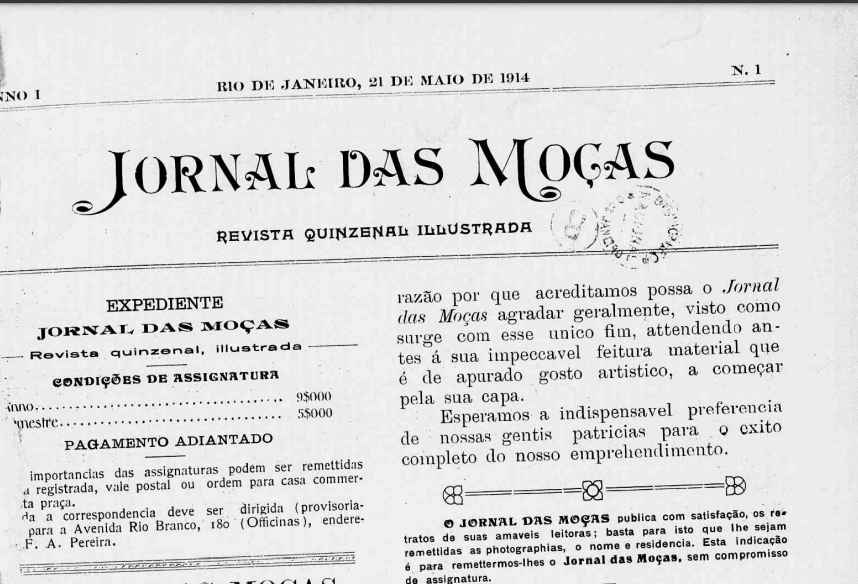 NNO I
RIO DE JANEIRO, 21 DE MAIO DE 1914
N. 1
JORNAL DAS MOÇAS
REVISTA QUINZENAL ILLUSTRADA
EXPEDIENTE
JORNAL DAS MOÇAS
Revista quinzenal, illustrada
CONDIÇÕES DE ASSIGNATURA
nno........................................ 9$000
mestre.................................... 5$000
PAGAMENTO ADIANTADO
importancias das assignaturas podem ser remettidas
a registrada, vale postal ou ordem para casa commer-
ta praça.
da a correspondencia deve ser dirigida (provisoria-
para a Avenida Rio Branco, 180 (Officinas), endere-
F. A. Pereira.
razão por que acreditamos possa o Jornal
das Moças agradar geralmente, visto como
surge com esse unico fim, attendendo an-
tes á sua impeccavel feitura material que
é de apurado gosto artistico, a começar
pela sua capa.
Esperamos a indispensavel preferencia
de nossas gentis patricias para o exito
completo do nosso emprehendimento.
O JORNAL DAS MOÇAS publica com satisfação, os re-
tratos de suas amaveis leitoras; basta para isto que lhe sejam
remettidas as photographias, o nome e residencia. Esta indicação
é para remettermos-lhes o Jornal das Moças, sem compromisso
de assignatura.